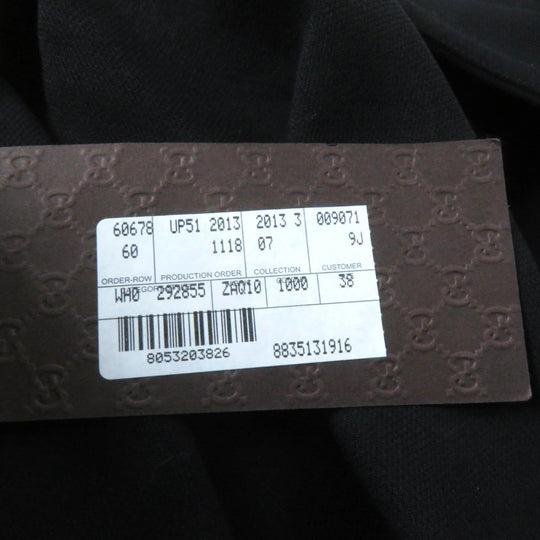 60678 UP51 2013 2013 3 009071
60 1118 07 9J
ORDER-ROW PRODUCTION ORDER COLLECTION CUSTOMER
WH0 292855 ZAQ10 1000 38
8053203826 8835131916